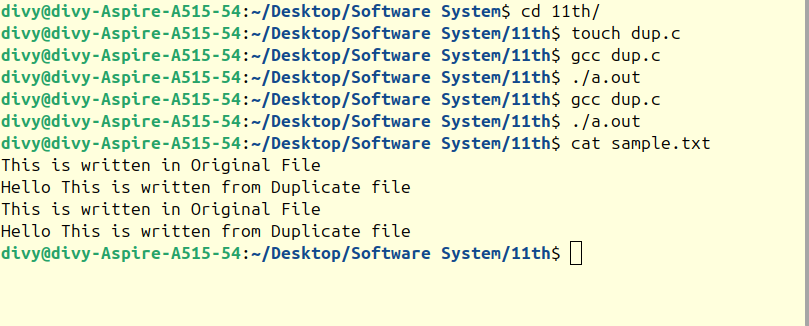 divy@divy-Aspire-A515-54:~/Desktop/Software System$ cd 11th/
divy@divy-Aspire-A515-54:~/Desktop/Software System/11th$ touch dup.c
divy@divy-Aspire-A515-54:~/Desktop/Software System/11th$ gcc dup.c
divy@divy-Aspire-A515-54:~/Desktop/Software System/11th$ ./a.out
divy@divy-Aspire-A515-54:~/Desktop/Software System/11th$ gcc dup.c
divy@divy-Aspire-A515-54:~/Desktop/Software System/11th$ ./a.out
divy@divy-Aspire-A515-54:~/Desktop/Software System/11th$ cat sample.txt
This is written in Original File
Hello This is written from Duplicate file
This is written in Original File
Hello This is written from Duplicate file
divy@divy-Aspire-A515-54:~/Desktop/Software System/11th$